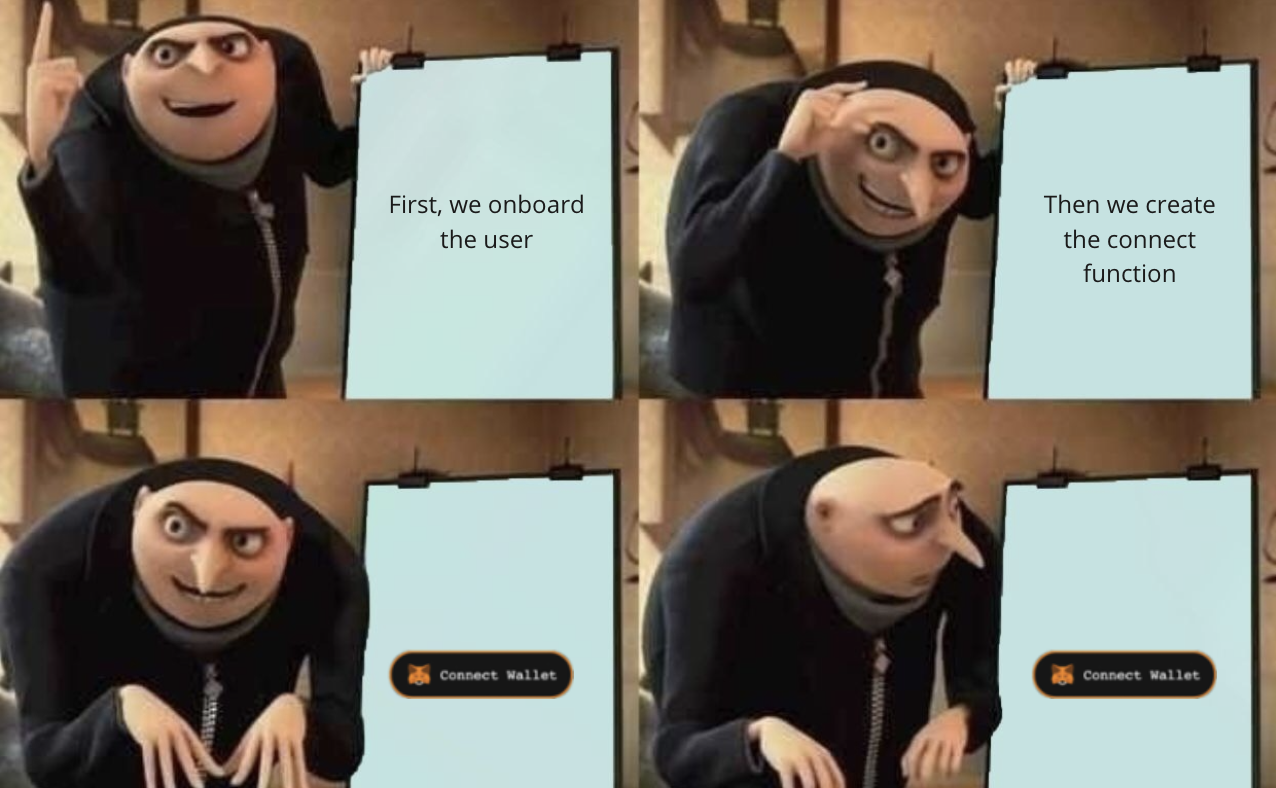 First, we onboard
the user
Then we create
the connect
function
Connect Wallet
Connect Wallet